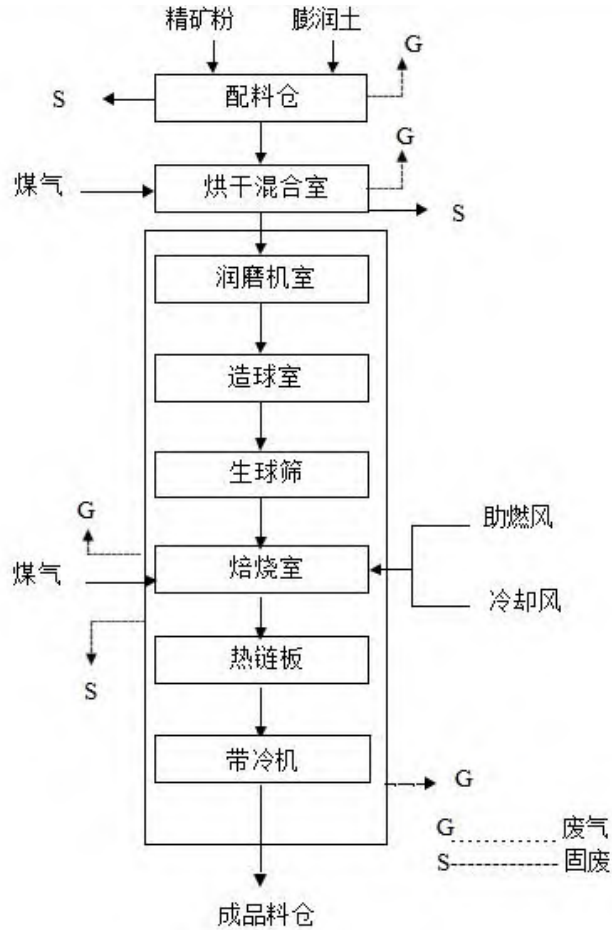 精矿粉 膨润土
G
S 配料仓
G
煤气 烘干混合室
S
润磨机室
造球室
生球筛
G
助燃风
煤气 焙烧室
冷却风
热链板
S
带冷机
G
G 废气
S 固废
成品料仓